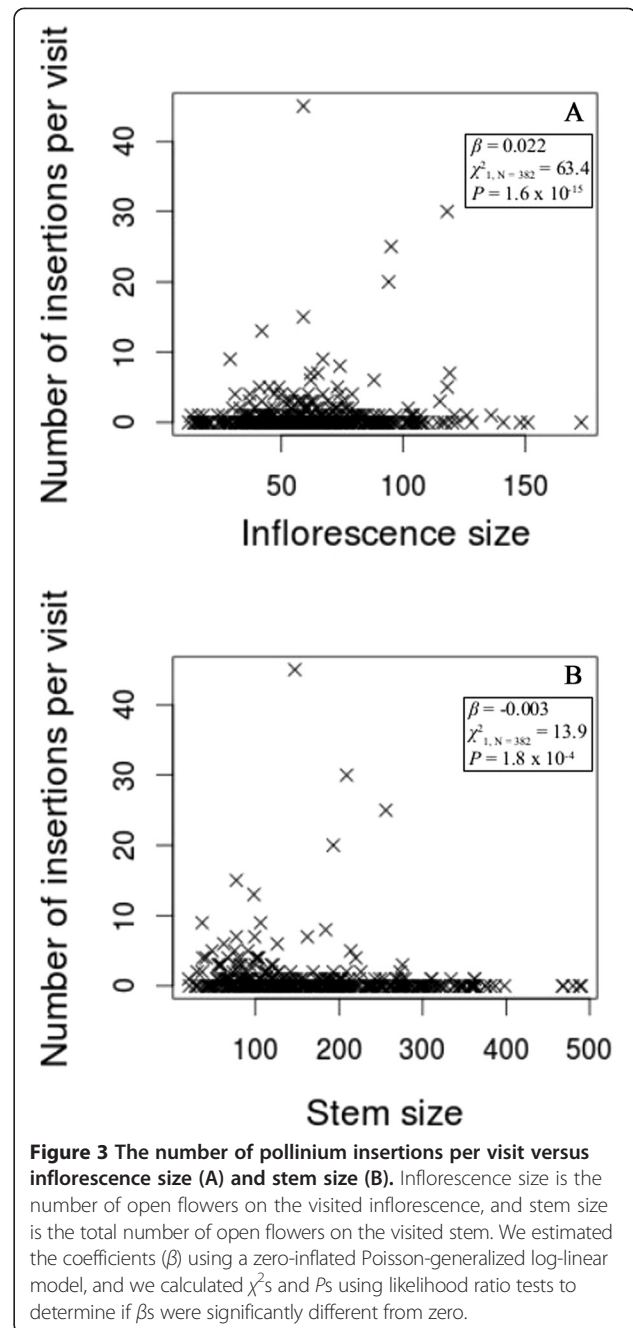 Number of insertions per visit
40
30
20
10
0
A
β = 0.022
χ²₁, N = 382 = 63.4
P = 1.6 x 10⁻¹⁵
50 100 150
Inflorescence size
Number of insertions per visit
40
30
20
10
0
B
β = -0.003
χ²₁, N = 382 = 13.9
P = 1.8 x 10⁻⁴
100 200 300 400 500
Stem size
Figure 3 The number of pollinium insertions per visit versus
inflorescence size (A) and stem size (B). Inflorescence size is the
number of open flowers on the visited inflorescence, and stem size
is the total number of open flowers on the visited stem. We estimated
the coefficients (β) using a zero-inflated Poisson-generalized log-linear
model, and we calculated χ²s and Ps using likelihood ratio tests to
determine if βs were significantly different from zero.